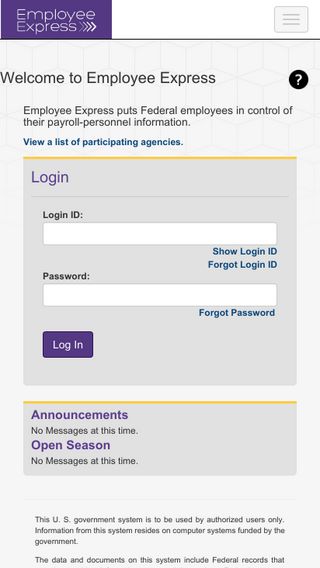 Employee
Express
Welcome to Employee Express
?
Employee Express puts Federal employees in control of
their payroll-personnel information.
View a list of participating agencies.
Login
Login ID:
Show Login ID
Forgot Login ID
Password:
Forgot Password
Log In
Announcements
No Messages at this time.
Open Season
No Messages at this time.
This U. S. government system is to be used by authorized users only.
Information from this system resides on computer systems funded by the
government.
The data and documents on this system include Federal records that